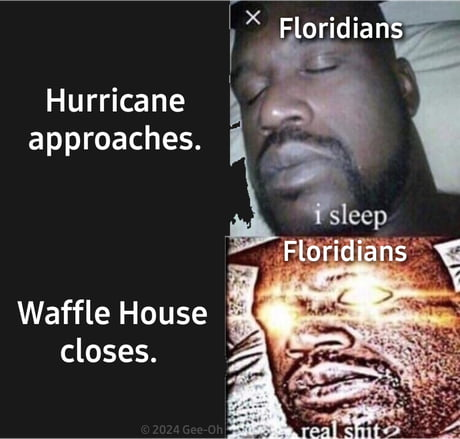 Floridians
Hurricane
approaches.
i sleep
Floridians
Waffle House
closes.
real shit?
© 2024 Gee-Oh